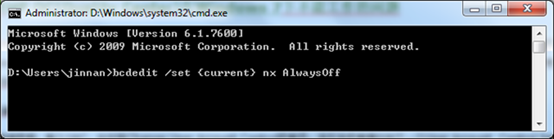 Administrator: D:\Windows\system32\cmd.exe
Microsoft Windows [Version 6.1.7600]
Copyright (c) 2009 Microsoft Corporation.  All rights reserved.
D:\Users\jinnan>bcdedit /set {current} nx AlwaysOff